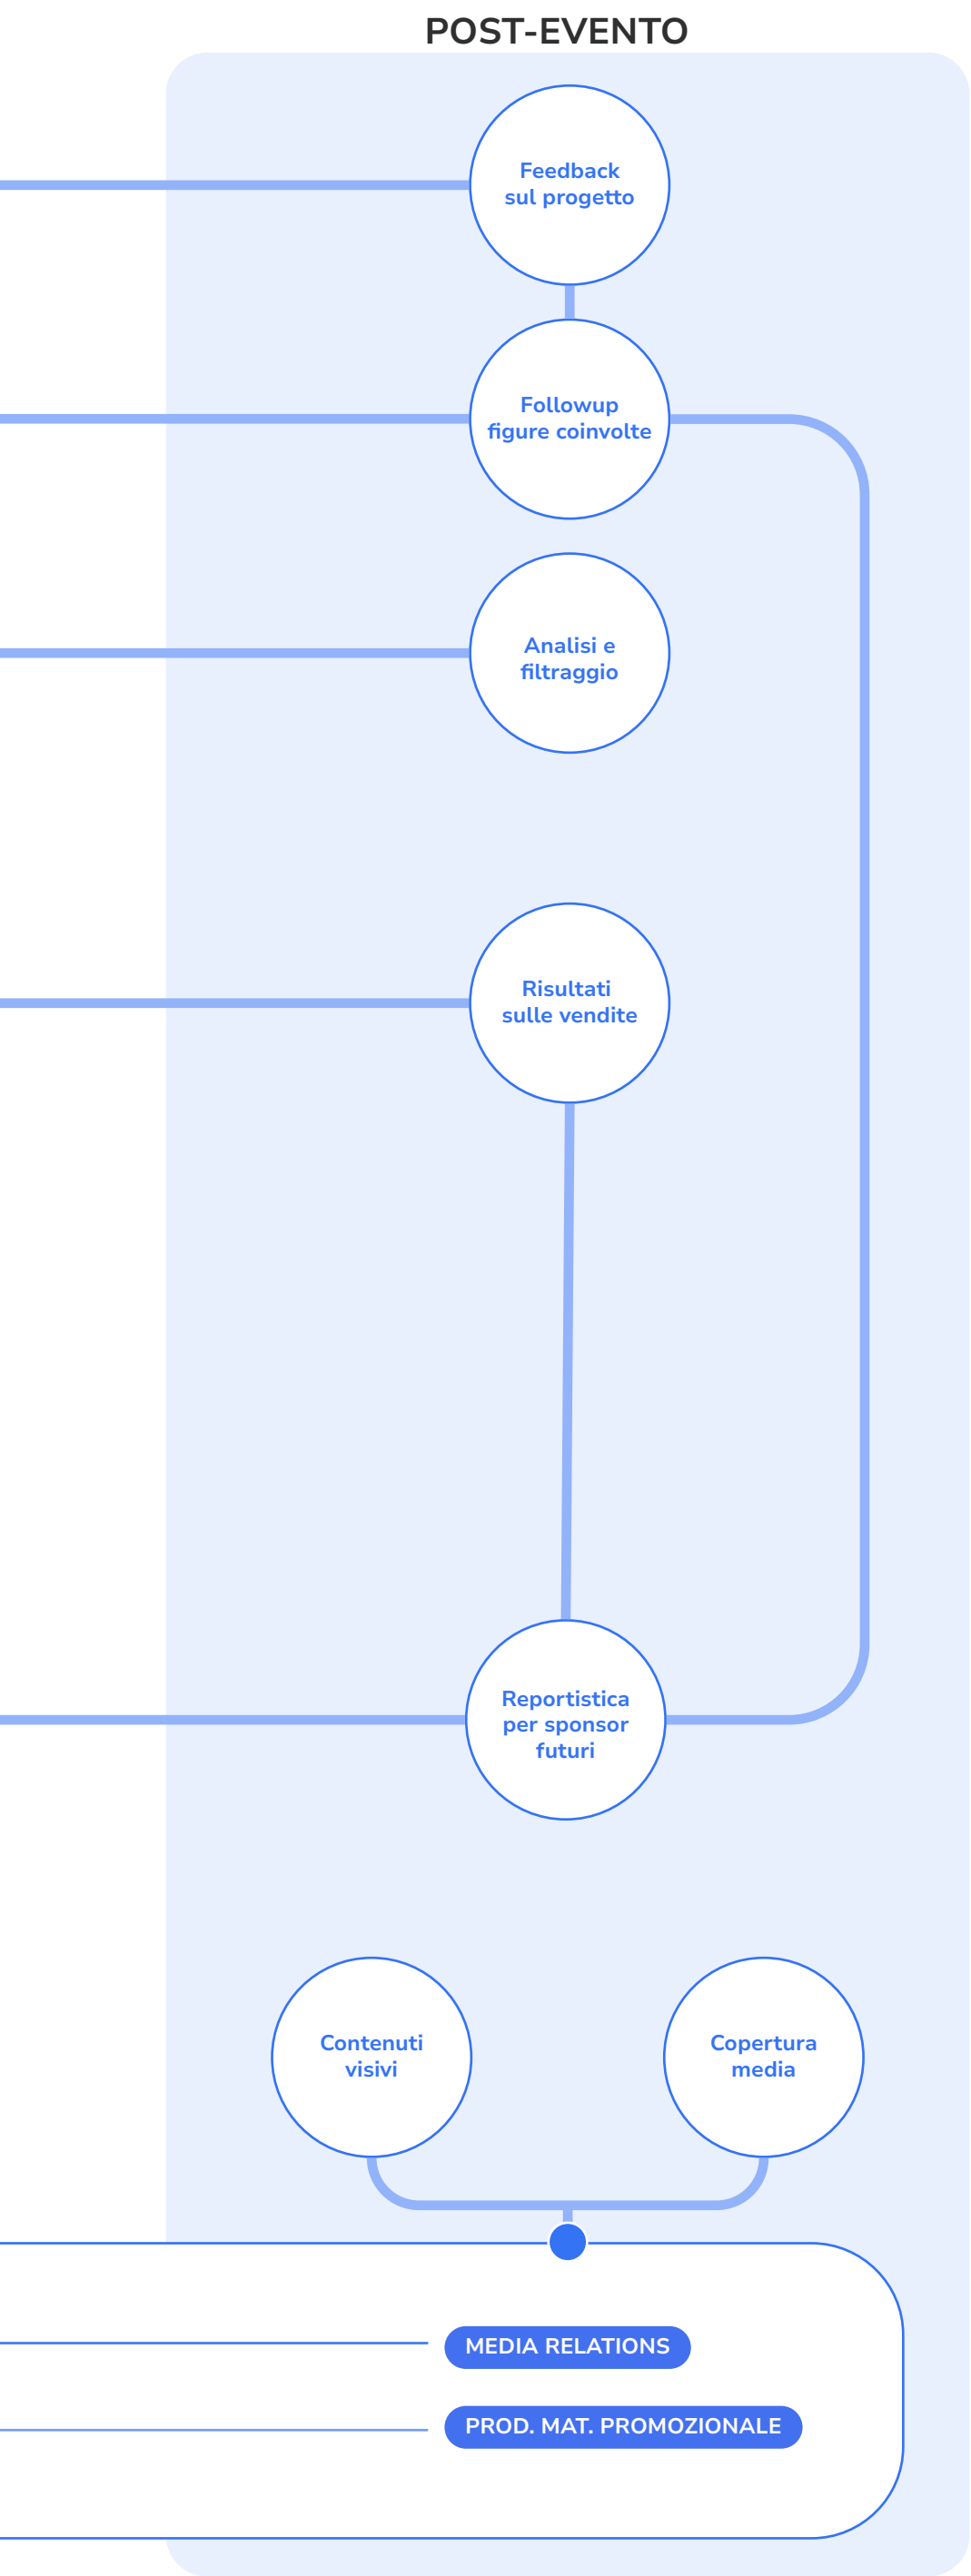 POST-EVENTO
Feedback
sul progetto
Followup
figure coinvolte
Analisi e
filtraggio
Risultati
sulle vendite
Reportistica
per sponsor
futuri
Contenuti
visivi
Copertura
media
MEDIA RELATIONS
PROD. MAT. PROMOZIONALE